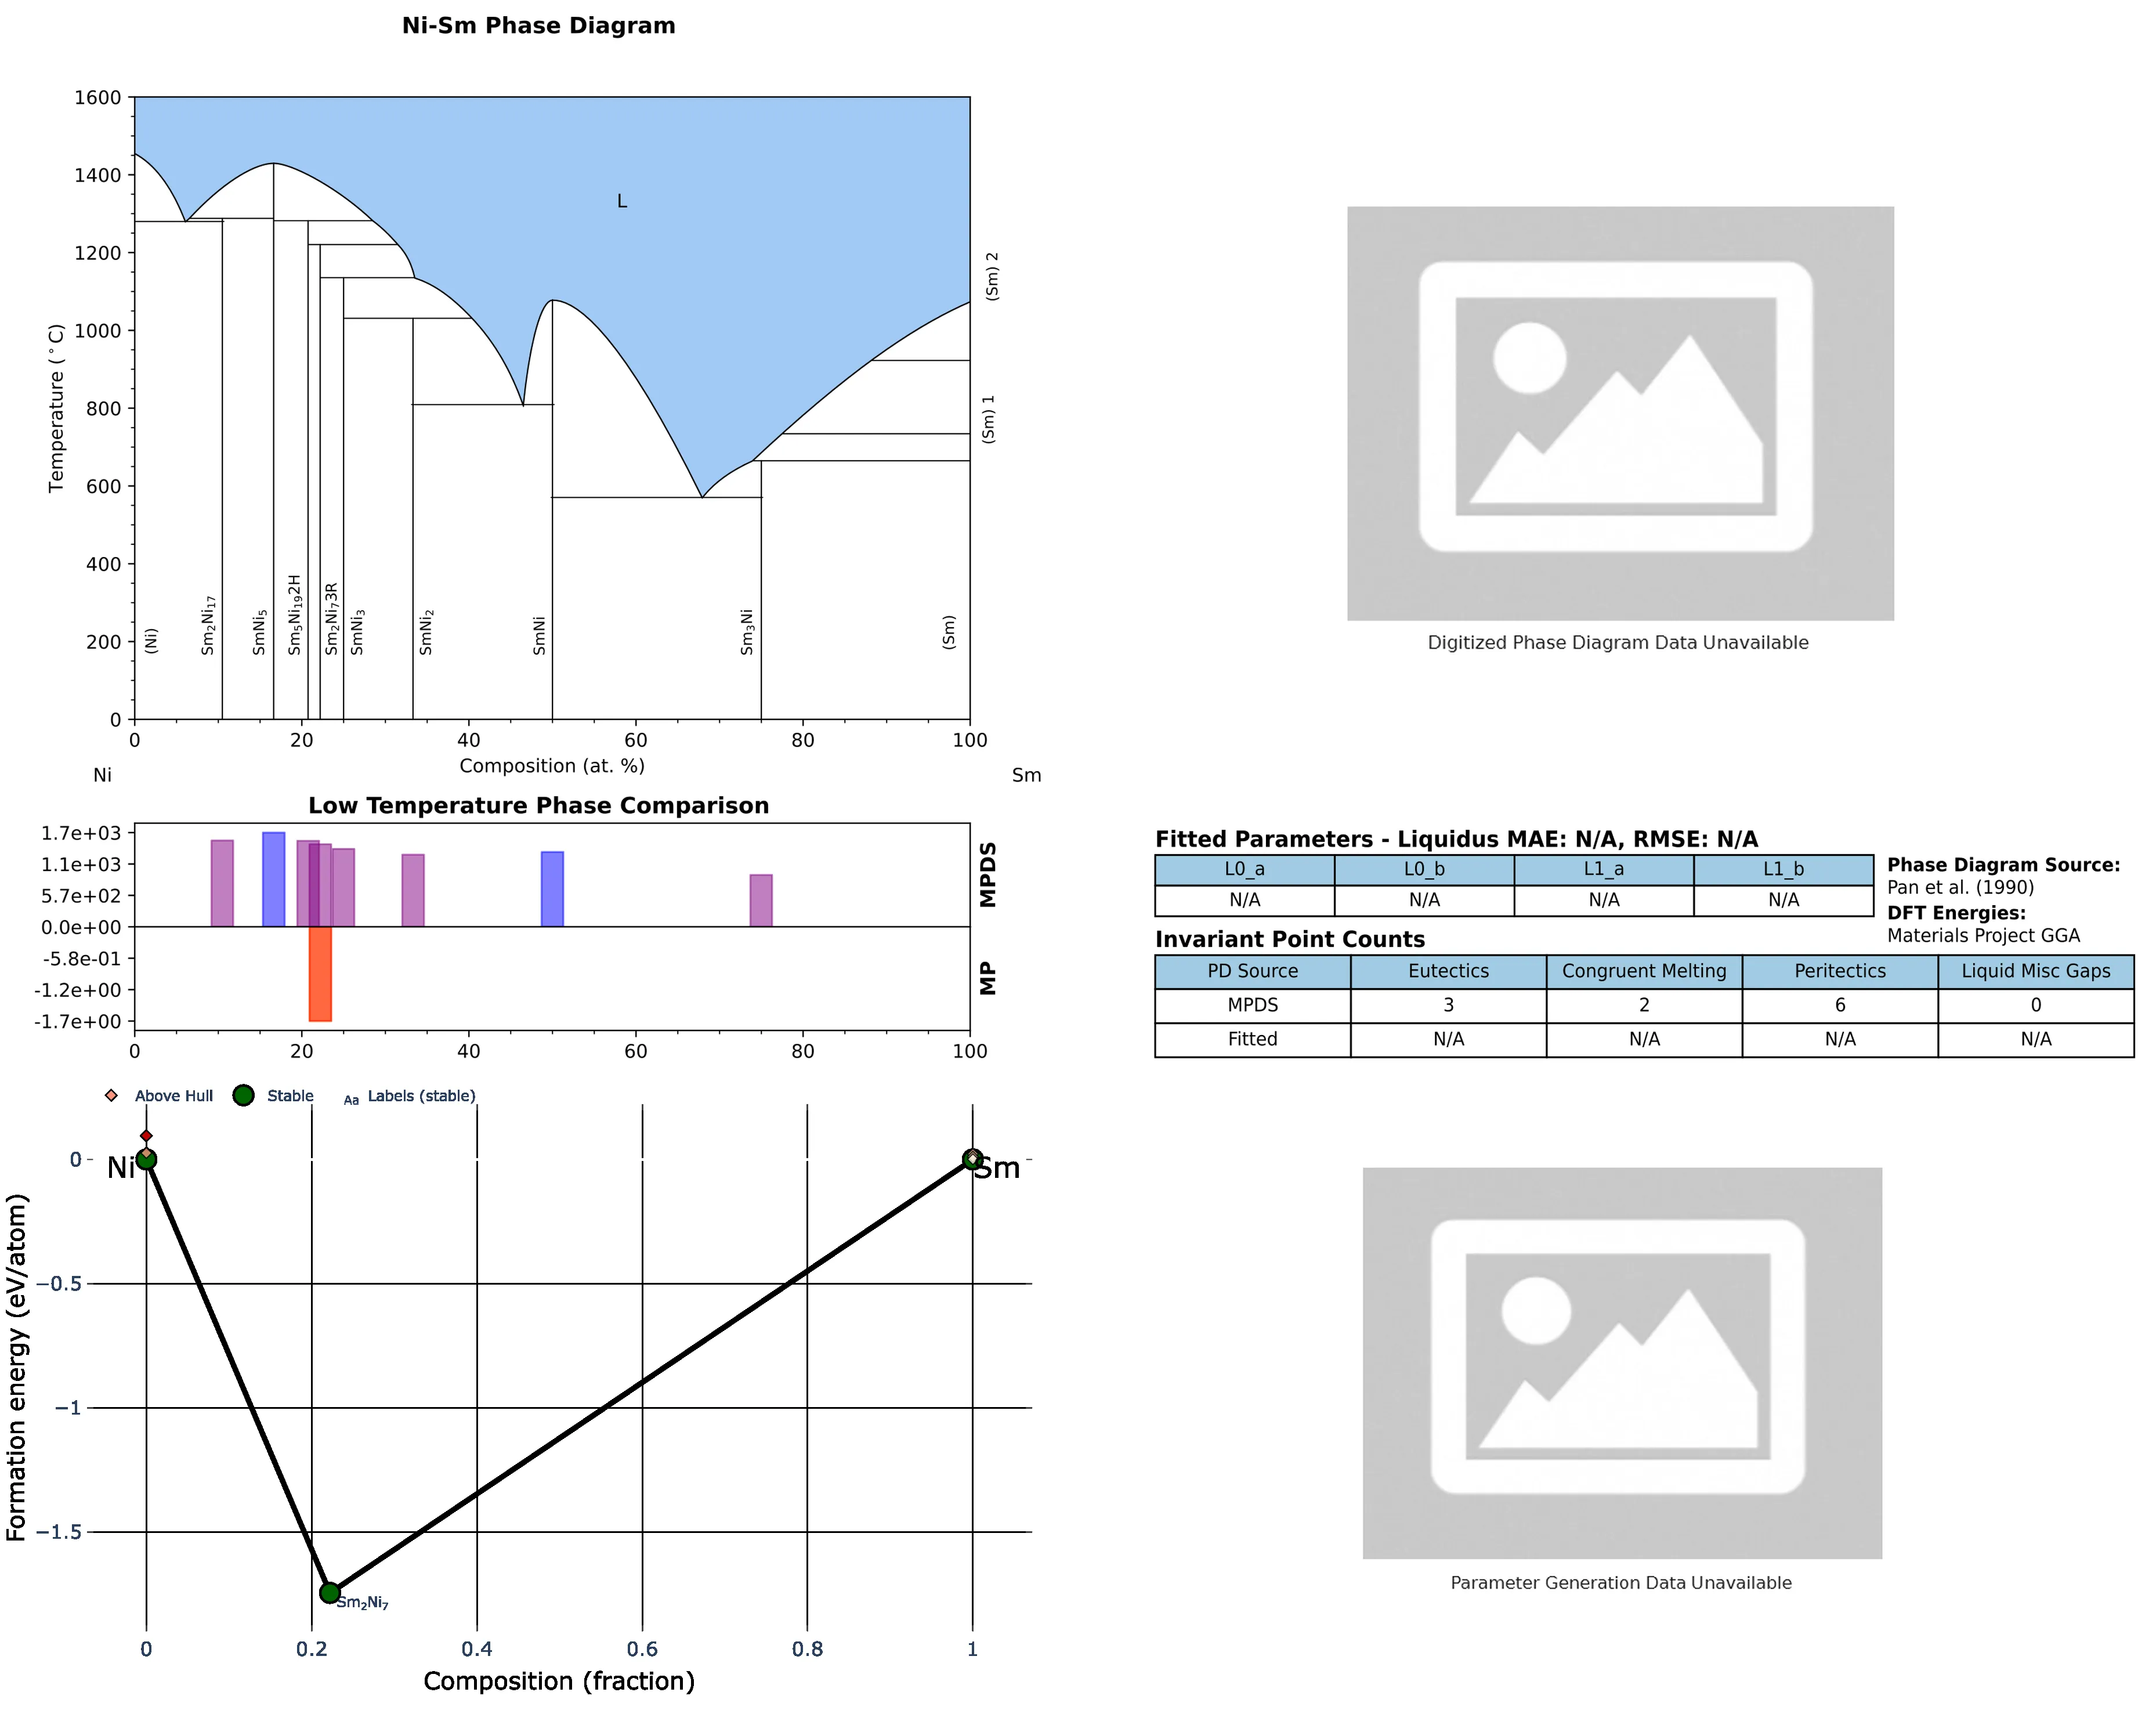 Ni-Sm Phase Diagram
1600
1400
1200
1000
800
600
400
200
0
Temperature (°C)
L
(Ni)
Sm₂Ni₁₇
SmNi₅
Sm₅Ni₁₉2H
Sm₂Ni₇3R
SmNi₃
SmNi₂
SmNi
Sm₃Ni
(Sm)
(Sm) 1
(Sm) 2
0 20 40 60 80 100
Composition (at. %)
Ni Sm
Digitized Phase Diagram Data Unavailable
Low Temperature Phase Comparison
1.7e+03
1.1e+03
5.7e+02
0.0e+00
-5.8e-01
-1.2e+00
-1.7e+00
MPDS
MP
0 20 40 60 80 100
Fitted Parameters - Liquidus MAE: N/A, RMSE: N/A
L0_a L0_b L1_a L1_b
N/A N/A N/A N/A
Phase Diagram Source:
Pan et al. (1990)
DFT Energies:
Materials Project GGA
Invariant Point Counts
PD Source Eutectics Congruent Melting Peritectics Liquid Misc Gaps
MPDS 3 2 6 0
Fitted N/A N/A N/A N/A
Above Hull Stable Aa Labels (stable)
0
−0.5
−1
−1.5
Formation energy (eV/atom)
Ni
Sm
Sm₂Ni₇
0 0.2 0.4 0.6 0.8 1
Composition (fraction)
Parameter Generation Data Unavailable